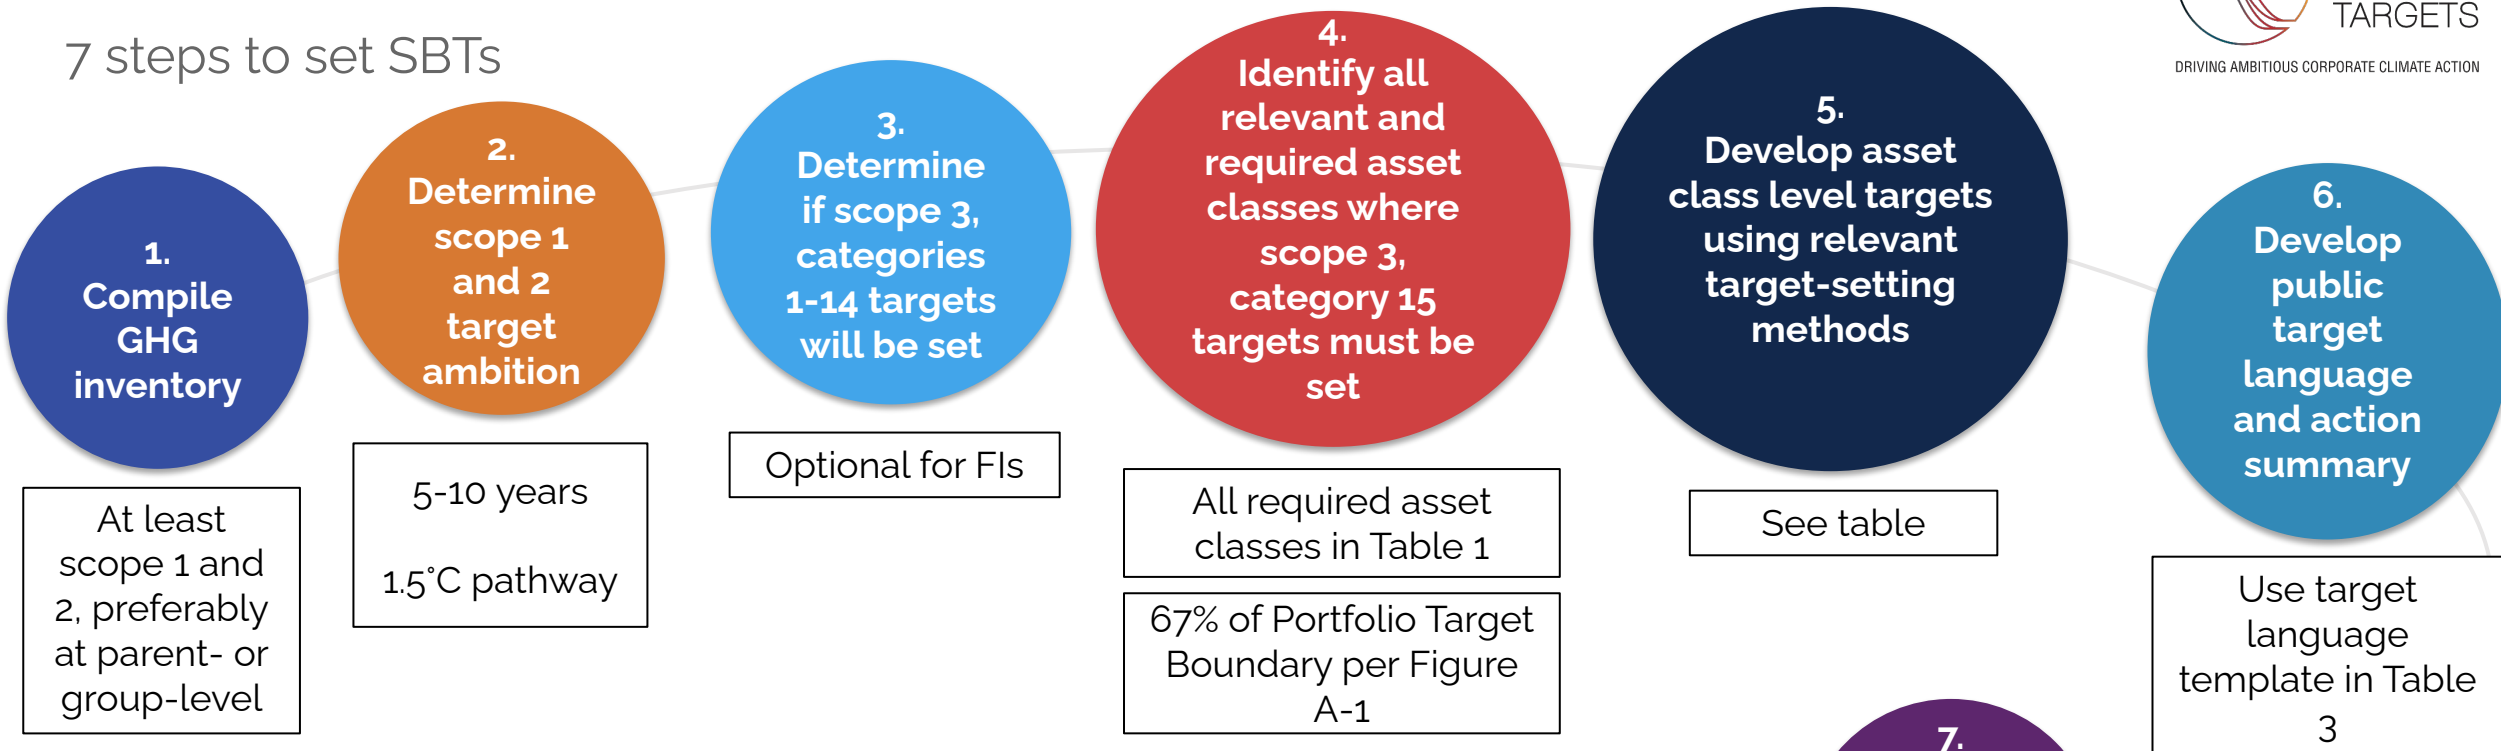 7 steps to set SBTs
TARGETS
DRIVING AMBITIOUS CORPORATE CLIMATE ACTION
1.
Compile
GHG
inventory
At least
scope 1 and
2, preferably
at parent- or
group-level
2.
Determine
scope 1
and 2
target
ambition
5-10 years
1.5°C pathway
3.
Determine
if scope 3,
categories
1-14 targets
will be set
Optional for FIs
4.
Identify all
relevant and
required asset
classes where
scope 3,
category 15
targets must be
set
All required asset
classes in Table 1
67% of Portfolio Target
Boundary per Figure
A-1
5.
Develop asset
class level targets
using relevant
target-setting
methods
See table
6.
Develop
public
target
language
and action
summary
Use target
language
template in Table
3
7.